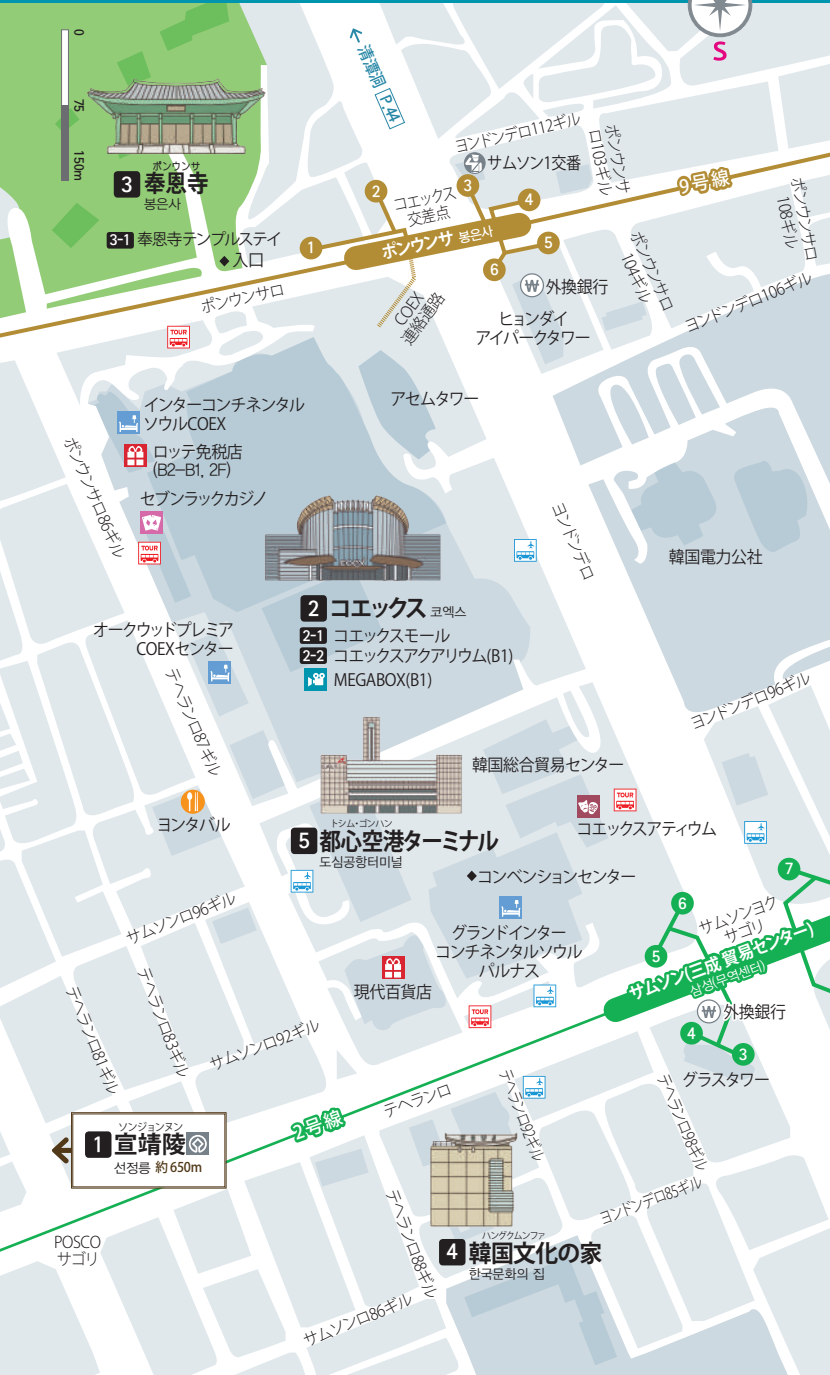 S
0
75
150m
←清潭洞 P.44
ヨンドンデロ112ギル
ポンウンサ
ロ103ギル
サムソン1交番
9号線
ポンウンサ
3 奉恩寺
봉은사
3-1 奉恩寺テンプルステイ
◆入口
1
2
コエックス
交差点
3
4
5
6
ポンウンサ 봉은사
ポンウンサロ
108ギル
ポンウンサロ
104ギル
ポンウンサロ
COEX
連絡通路
外換銀行
ヒョンダイ
アイパークタワー
ヨンドンデロ106ギル
TOUR
アセムタワー
インターコンチネンタル
ソウルCOEX
ロッテ免税店
(B2-B1, 2F)
セブンラックカジノ
TOUR
ポンウンサロ86ギル
ヨンドンデロ
韓国電力公社
2 コエックス 코엑스
2-1 コエックスモール
2-2 コエックスアクアリウム(B1)
MEGABOX(B1)
オークウッドプレミア
COEXセンター
テヘランロ87ギル
ヨンドンデロ96ギル
韓国総合貿易センター
TOUR
コエックスアティウム
ヨンタバル
トシム・ゴンハン
5 都心空港ターミナル
도심공항터미널
◆コンベンションセンター
グランドインター
コンチネンタルソウル
パルナス
7
6
5
サムソンヨク
サゴリ
サムソン(三成 貿易センター)
삼성(무역센터)
サムソンロ96ギル
現代百貨店
TOUR
外換銀行
4
3
グラスタワー
テヘランロ81ギル
テヘランロ83ギル
サムソンロ92ギル
テヘランロ
2号線
テヘランロ92ギル
テヘランロ98ギル
ソンジョンヌン
1 宣靖陵
선정릉 約650m
POSCO
サゴリ
テヘランロ88ギル
ヨンドンデロ85ギル
ハングクムンファ
4 韓国文化の家
한국문화의 집
サムソンロ86ギル